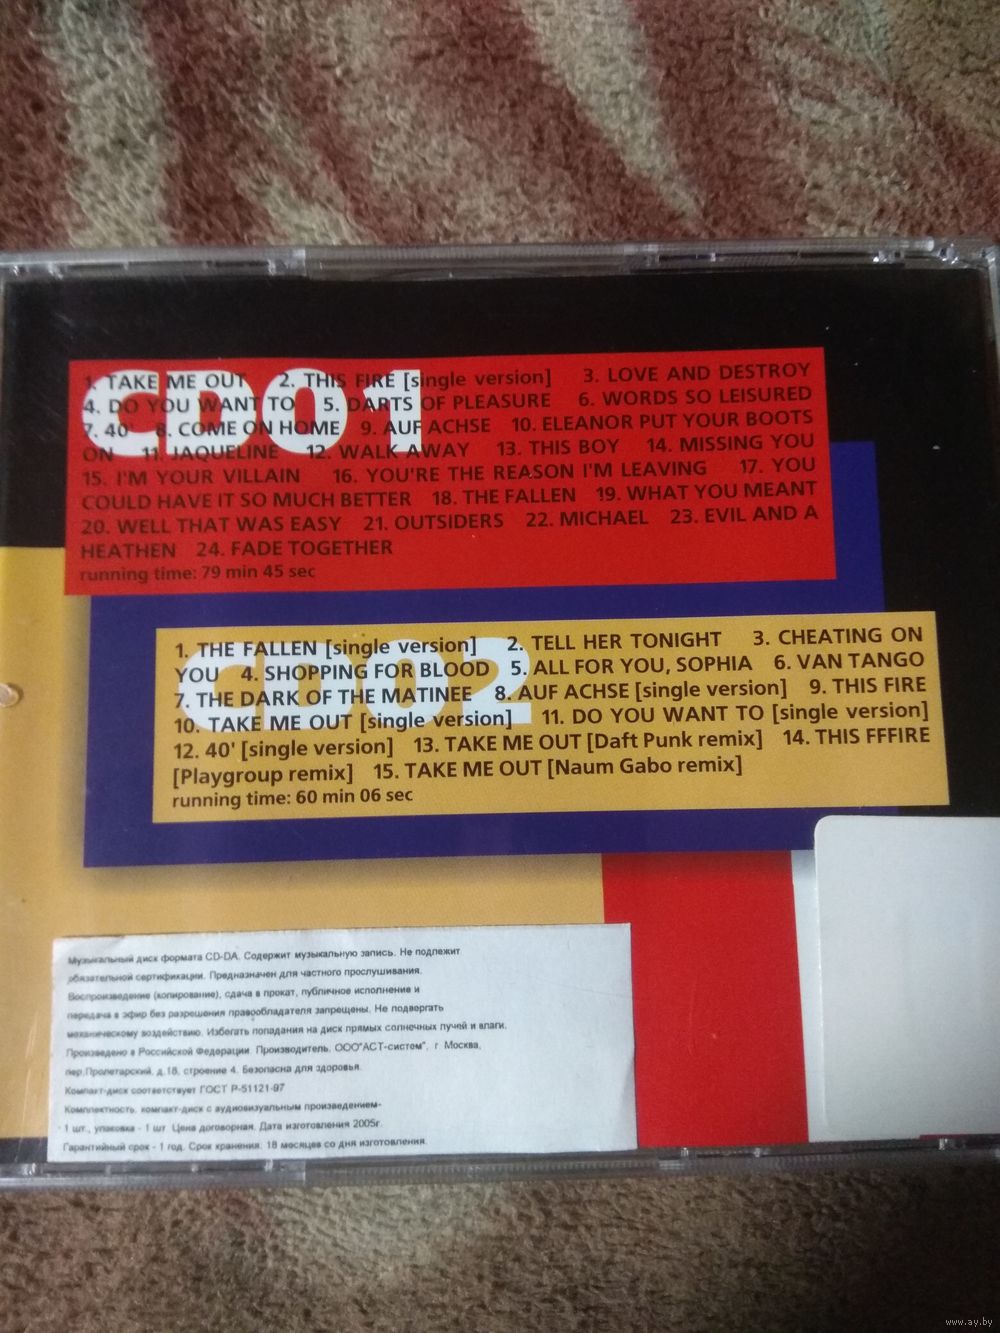 CD01
1. TAKE ME OUT 2. THIS FIRE [single version] 3. LOVE AND DESTROY
4. DO YOU WANT TO 5. DARTS OF PLEASURE 6. WORDS SO LEISURED
7. 40' 8. COME ON HOME 9. AUF ACHSE 10. ELEANOR PUT YOUR BOOTS
ON 11. JAQUELINE 12. WALK AWAY 13. THIS BOY 14. MISSING YOU
15. I'M YOUR VILLAIN 16. YOU'RE THE REASON I'M LEAVING 17. YOU
COULD HAVE IT SO MUCH BETTER 18. THE FALLEN 19. WHAT YOU MEANT
20. WELL THAT WAS EASY 21. OUTSIDERS 22. MICHAEL 23. EVIL AND A
HEATHEN 24. FADE TOGETHER
running time: 79 min 45 sec
CD02
1. THE FALLEN [single version] 2. TELL HER TONIGHT 3. CHEATING ON
YOU 4. SHOPPING FOR BLOOD 5. ALL FOR YOU, SOPHIA 6. VAN TANGO
7. THE DARK OF THE MATINEE 8. AUF ACHSE [single version] 9. THIS FIRE
10. TAKE ME OUT [single version] 11. DO YOU WANT TO [single version]
12. 40' [single version] 13. TAKE ME OUT [Daft Punk remix] 14. THIS FFFIRE
[Playgroup remix] 15. TAKE ME OUT [Naum Gabo remix]
running time: 60 min 06 sec
Музыкальный диск формата CD-DA. Содержит музыкальную запись. Не подлежит
обязательной сертификации. Предназначен для частного прослушивания.
Воспроизведение (копирование), сдача в прокат, публичное исполнение и
передача в эфир без разрешения правообладателя запрещены. Не подвергать
механическому воздействию. Избегать попадания на диск прямых солнечных лучей и влаги.
Произведено в Российской Федерации. Производитель. ООО"АСТ-систем", г. Москва,
пер.Пролетарский, д.18, строение 4. Безопасна для здоровья.
Компакт-диск соответствует ГОСТ Р-51121-97
Комплектность. компакт-диск с аудиовизуальным произведением-
- 1 шт., упаковка - 1 шт. Цена договорная. Дата изготовления 2005г.
Гарантийный срок - 1 год. Срок хранения: 18 месяцев со дня изготовления.
www.ay.by